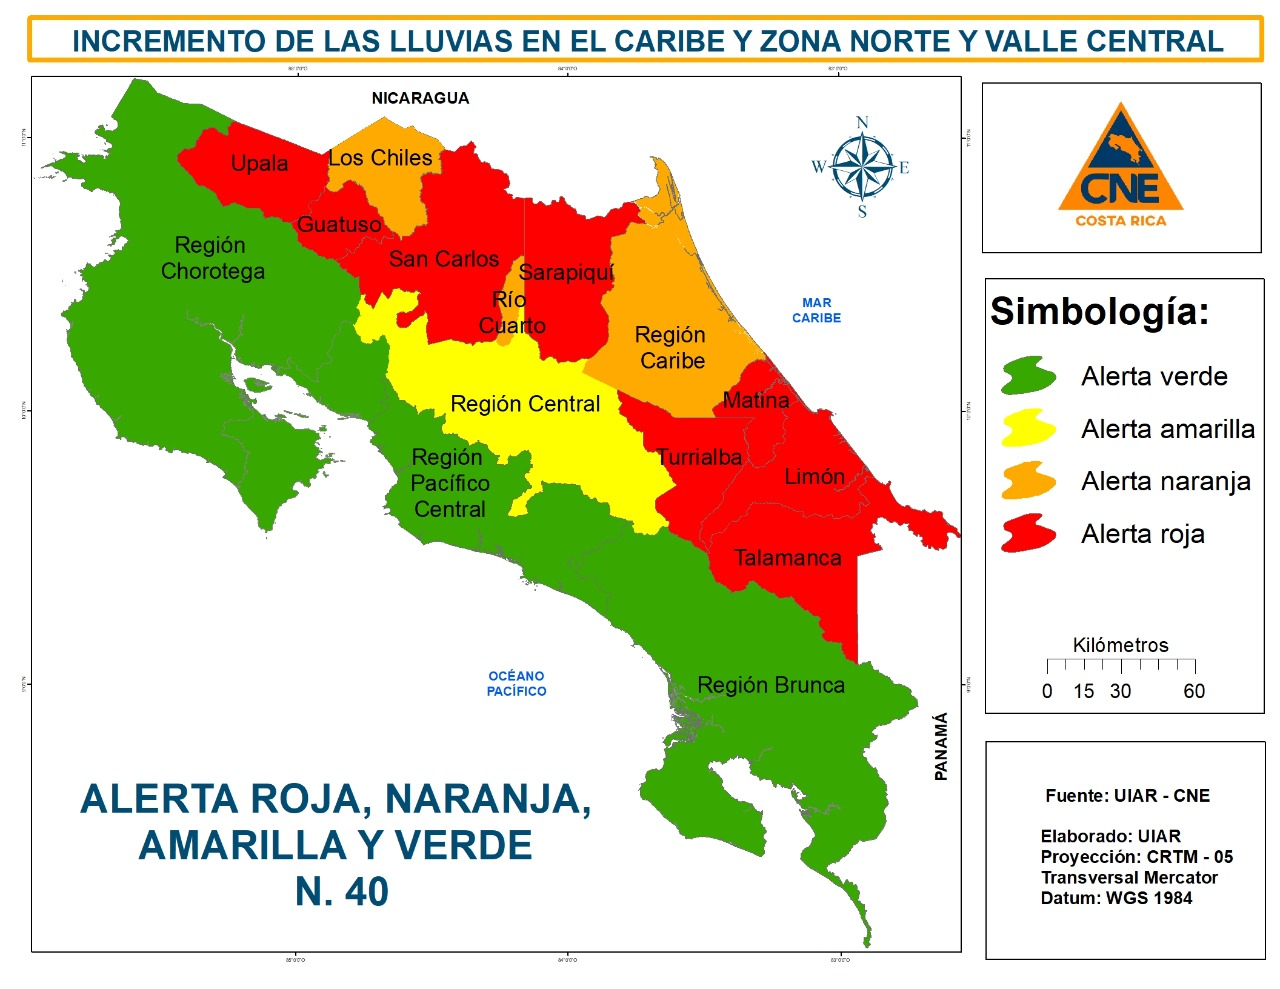 INCREMENTO DE LAS LLUVIAS EN EL CARIBE Y ZONA NORTE Y VALLE CENTRAL
NICARAGUA
N
W
E
S
Upala
Los Chiles
Guatuso
Región
Chorotega
San Carlos
Sarapiquí
Río
Cuarto
Región
Caribe
MAR
CARIBE
Región Central
Matina
Región
Pacífico
Central
Turrialba
Limón
Talamanca
OCÉANO
PACÍFICO
Región Brunca
PANAMÁ
ALERTA ROJA, NARANJA,
AMARILLA Y VERDE
N. 40
CNE
COSTA RICA
Simbología:
Alerta verde
Alerta amarilla
Alerta naranja
Alerta roja
Kilómetros
0 15 30 60
Fuente: UIAR - CNE
Elaborado: UIAR
Proyección: CRTM - 05
Transversal Mercator
Datum: WGS 1984